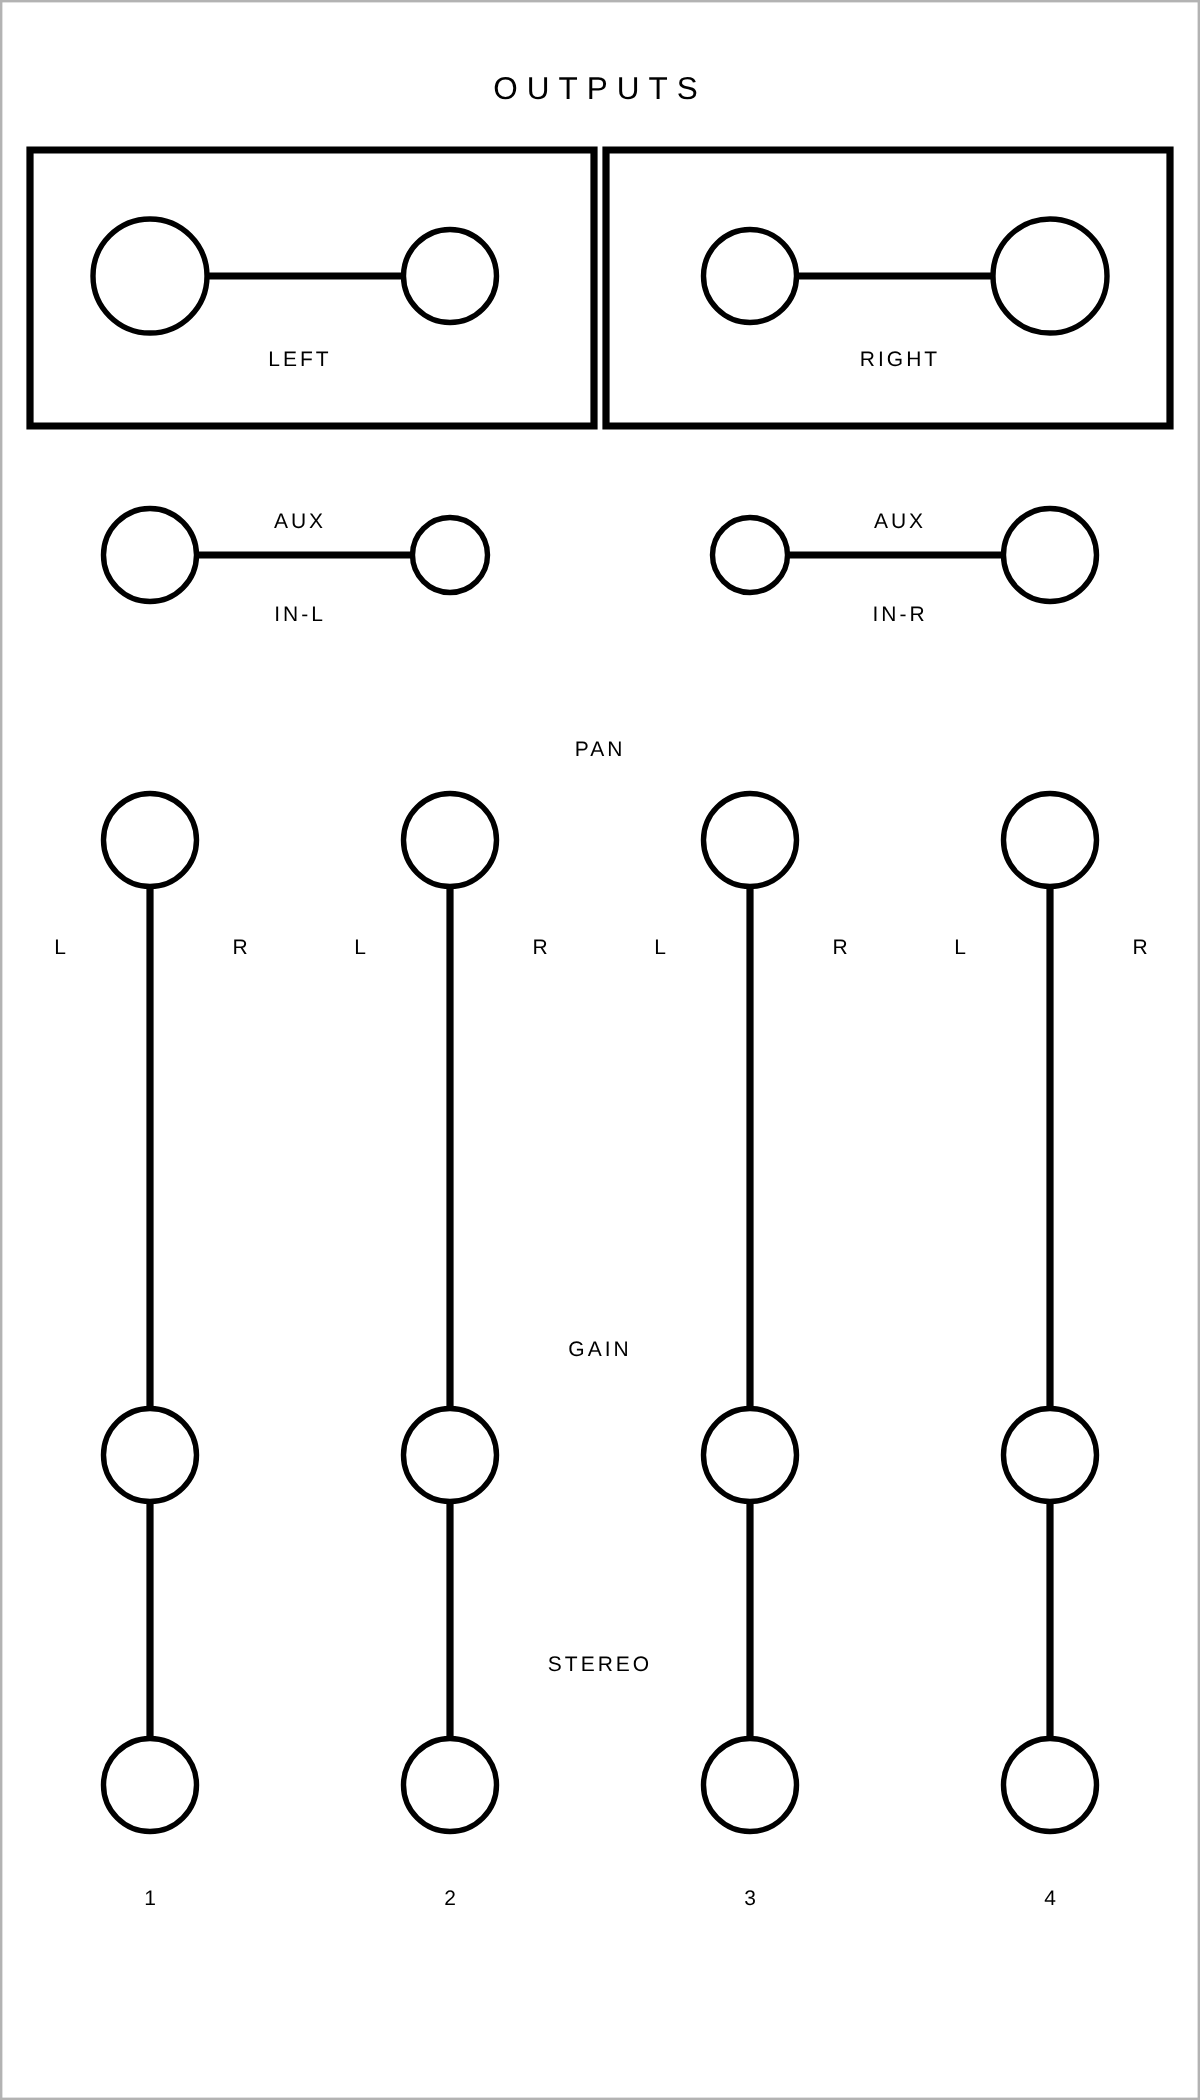 OUTPUTS
LEFT RIGHT
AUX AUX
IN-L IN-R
PAN
L R L R L R L R
GAIN
STEREO
1 2 3 4